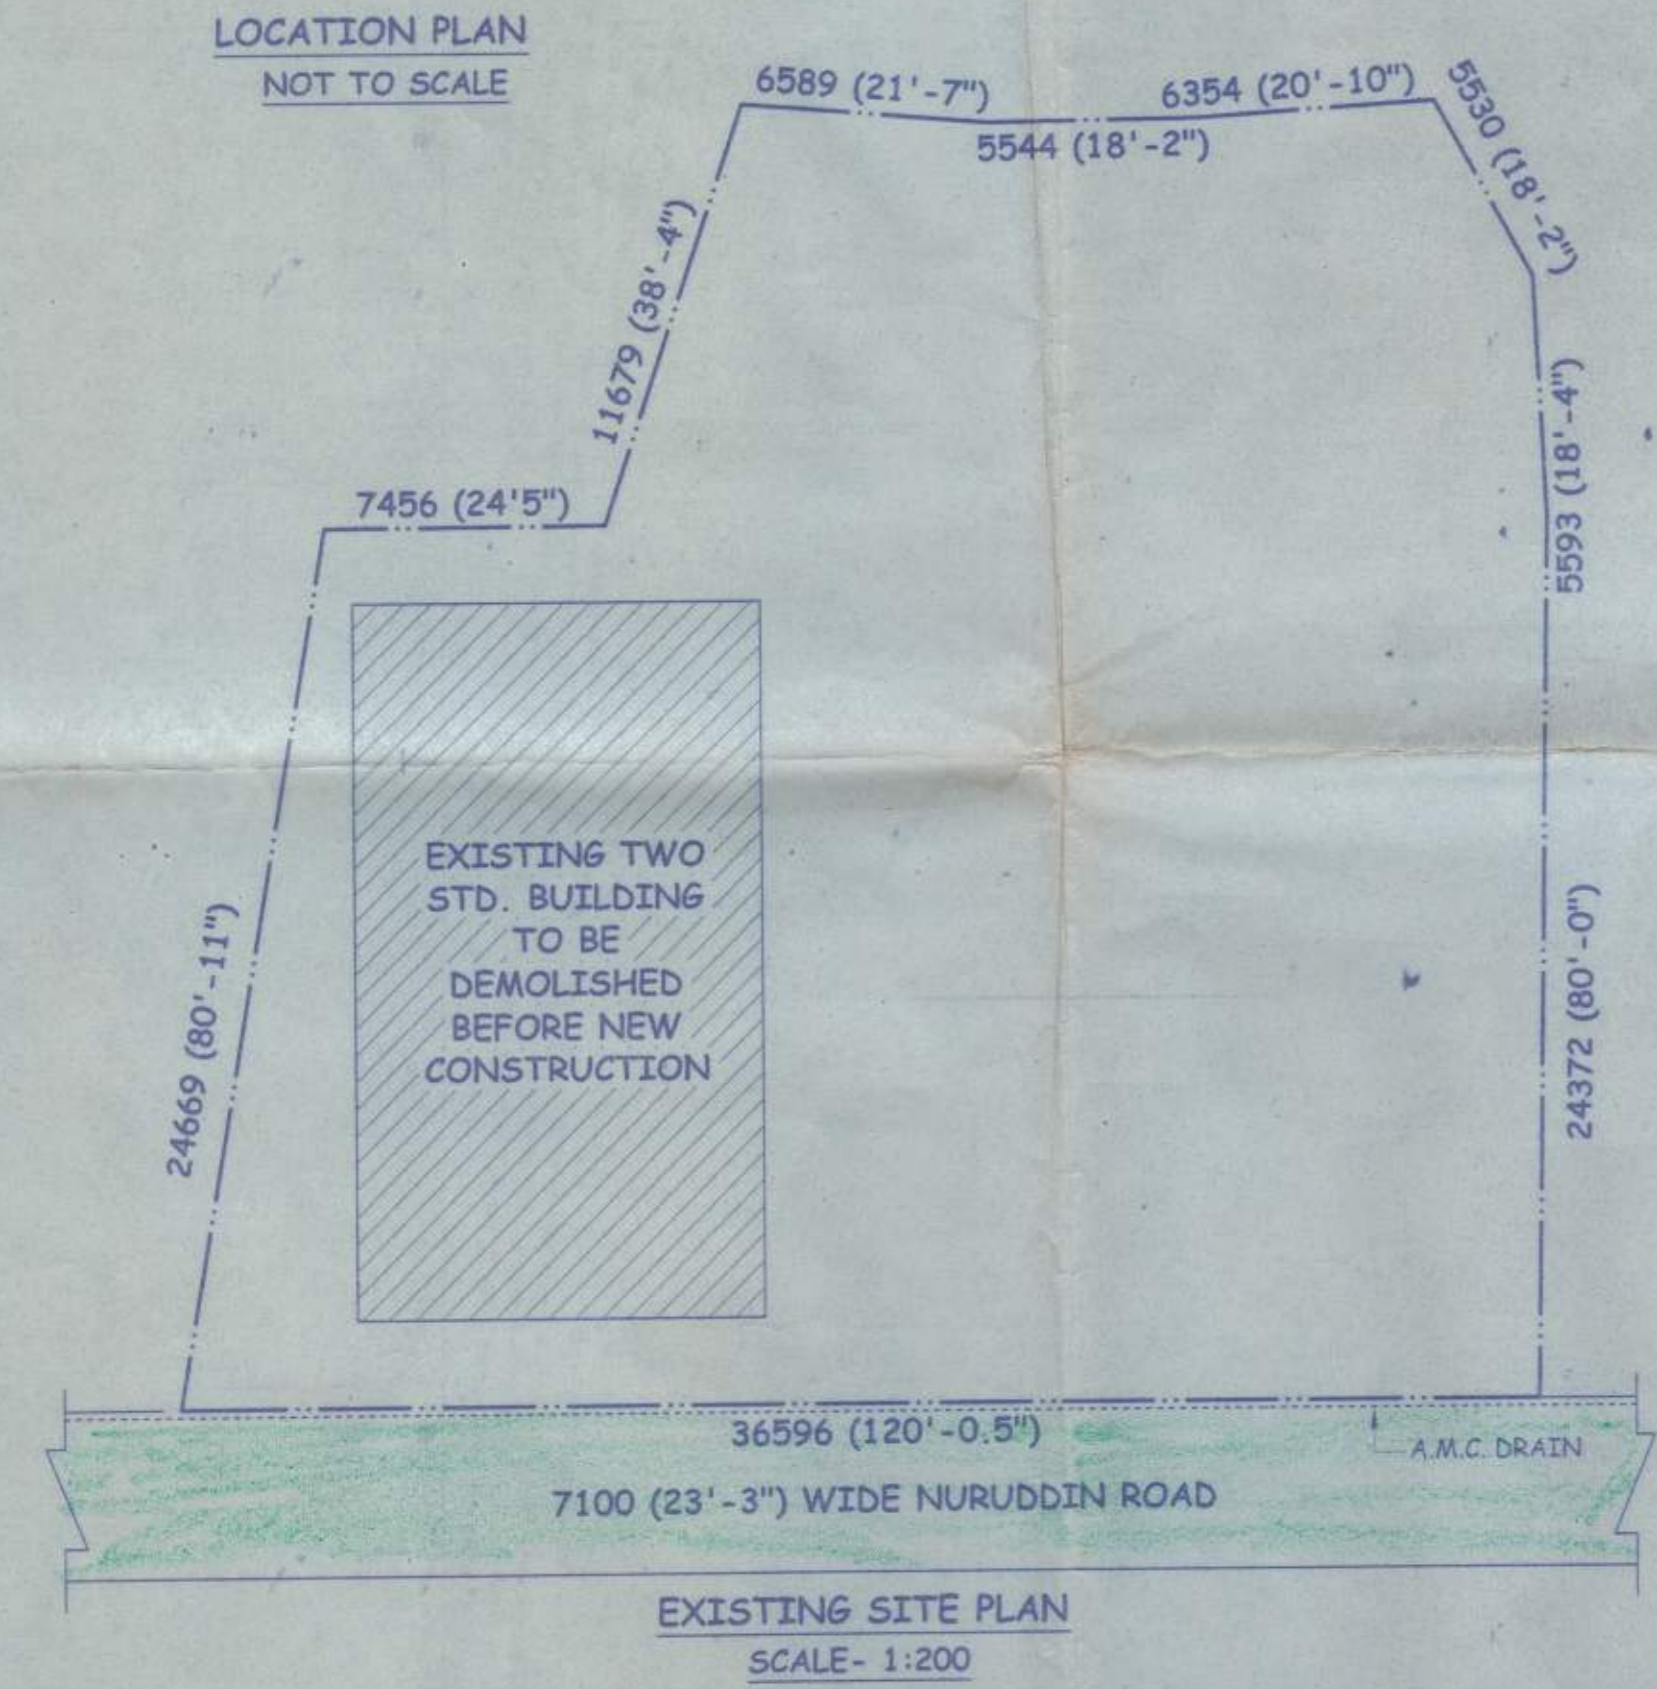 LOCATION PLAN
NOT TO SCALE
6589 (21'-7")
6354 (20'-10")
5530 (18'-2")
5544 (18'-2")
11679 (38'-4")
7456 (24'5")
5593 (18'-4")
EXISTING TWO
STD. BUILDING
TO BE
DEMOLISHED
BEFORE NEW
CONSTRUCTION
24669 (80'-11")
24372 (80'-0")
36596 (120'-0.5")
A.M.C. DRAIN
7100 (23'-3") WIDE NURUDDIN ROAD
EXISTING SITE PLAN
SCALE- 1:200